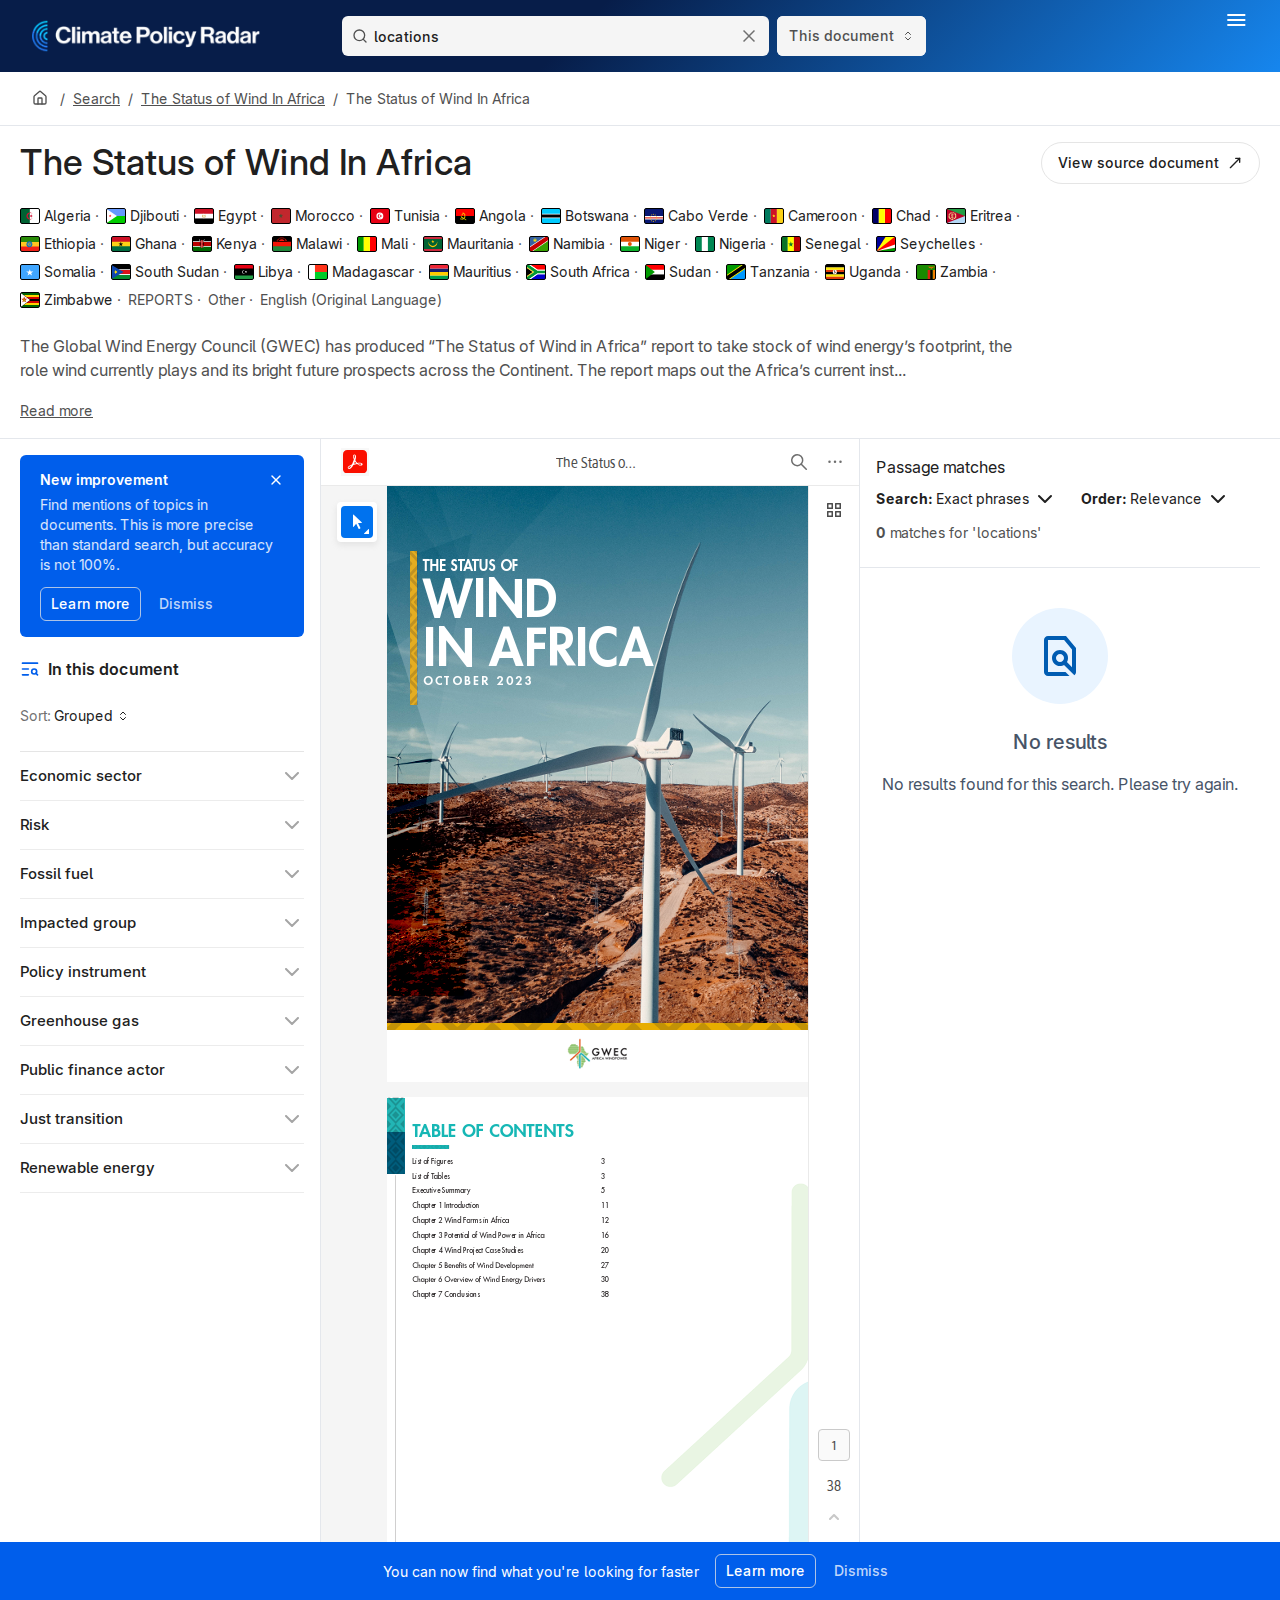 Climate Policy Radar
locations
This document
/ Search / The Status of Wind In Africa / The Status of Wind In Africa
The Status of Wind In Africa
View source document
Algeria · Djibouti · Egypt · Morocco · Tunisia · Angola · Botswana · Cabo Verde · Cameroon · Chad · Eritrea ·
Ethiopia · Ghana · Kenya · Malawi · Mali · Mauritania · Namibia · Niger · Nigeria · Senegal · Seychelles ·
Somalia · South Sudan · Libya · Madagascar · Mauritius · South Africa · Sudan · Tanzania · Uganda · Zambia ·
Zimbabwe · REPORTS · Other · English (Original Language)
The Global Wind Energy Council (GWEC) has produced “The Status of Wind in Africa” report to take stock of wind energy’s footprint, the
role wind currently plays and its bright future prospects across the Continent. The report maps out the Africa’s current inst...
Read more
New improvement
Find mentions of topics in
documents. This is more precise
than standard search, but accuracy
is not 100%.
Learn more
Dismiss
In this document
Sort: Grouped
Economic sector
Risk
Fossil fuel
Impacted group
Policy instrument
Greenhouse gas
Public finance actor
Just transition
Renewable energy
The Status o...
THE STATUS OF
WIND
IN AFRICA
OCTOBER 2023
GWEC
AFRICA WINDPOWER
TABLE OF CONTENTS
List of Figures 3
List of Tables 3
Executive Summary 5
Chapter 1 Introduction 11
Chapter 2 Wind Farms in Africa 12
Chapter 3 Potential of Wind Power in Africa 16
Chapter 4 Wind Project Case Studies 20
Chapter 5 Benefits of Wind Development 27
Chapter 6 Overview of Wind Energy Drivers 30
Chapter 7 Conclusions 38
1
38
Passage matches
Search: Exact phrases
Order: Relevance
0 matches for 'locations'
No results
No results found for this search. Please try again.
You can now find what you're looking for faster
Learn more
Dismiss